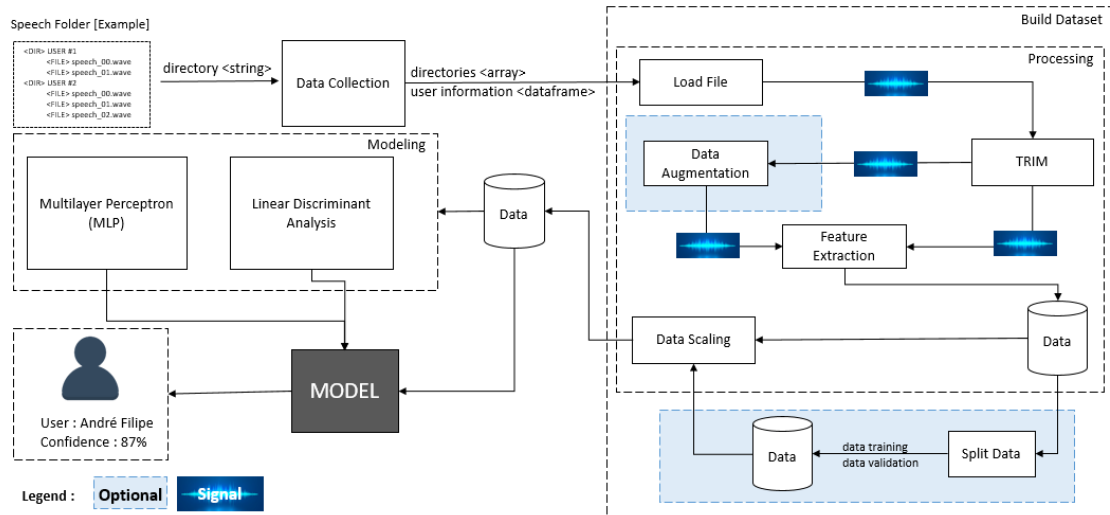 Speech Folder [Example]
<DIR> USER #1
<FILE> speech_00.wave
<FILE> speech_01.wave
<DIR> USER #2
<FILE> speech_00.wave
<FILE> speech_01.wave
<FILE> speech_02.wave
directory <string>
Data Collection
directories <array>
user information <dataframe>
Build Dataset
Processing
Load File
TRIM
Data
Augmentation
Feature
Extraction
Data
Data Scaling
Split Data
data training
data validation
Data
Data
Modeling
Multilayer Perceptron
(MLP)
Linear Discriminant
Analysis
MODEL
User : André Filipe
Confidence : 87%
Legend :
Optional
Signal